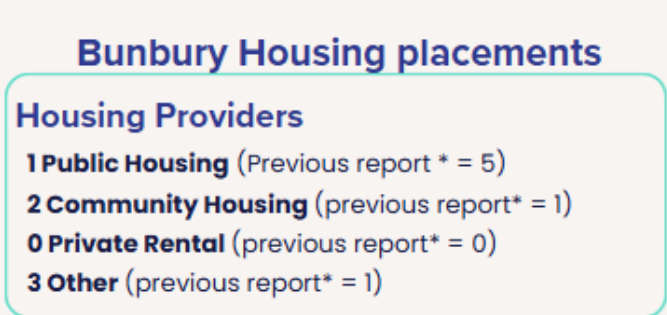 Bunbury Housing placements
Housing Providers
1 Public Housing (Previous report * = 5)
2 Community Housing (previous report* = 1)
0 Private Rental (previous report* = 0)
3 Other (previous report* = 1)